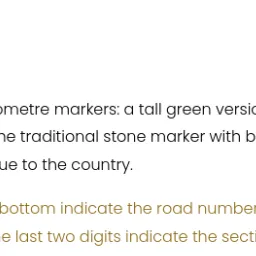 ometre markers: a tall green versi
he traditional stone marker with b
ue to the country.
bottom indicate the road number
e last two digits indicate the secti